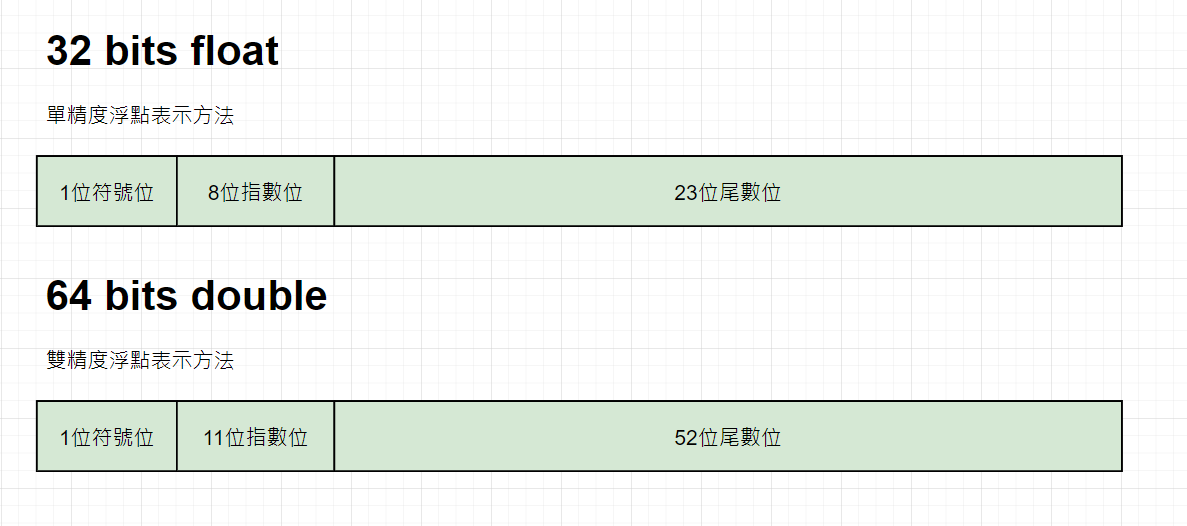 32 bits float
單精度浮點表示方法
1位符號位 8位指數位 23位尾數位
64 bits double
雙精度浮點表示方法
1位符號位 11位指數位 52位尾數位